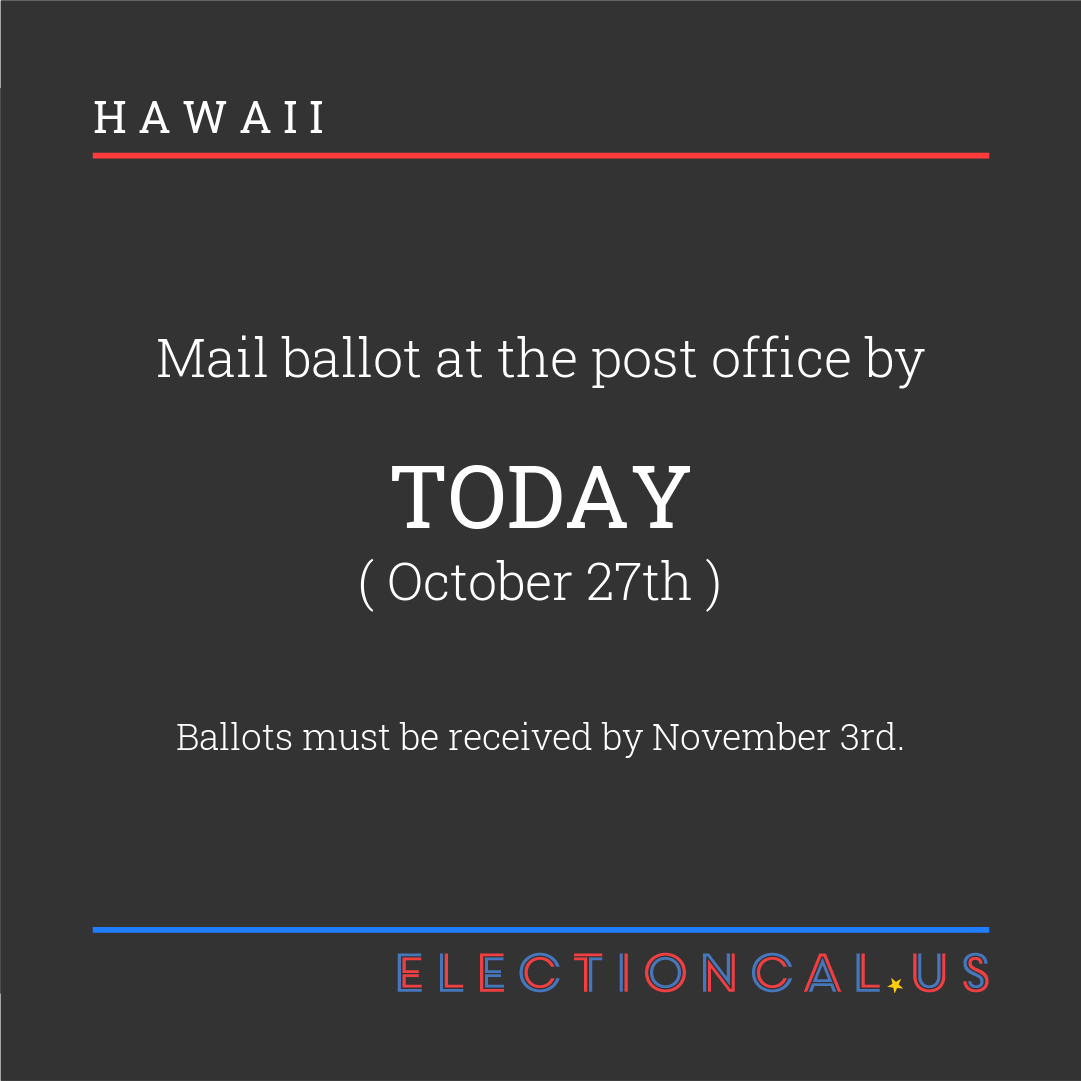 HAWAII
Mail ballot at the post office by
TODAY
( October 27th )
Ballots must be received by November 3rd.
ELECTIONCAL.US